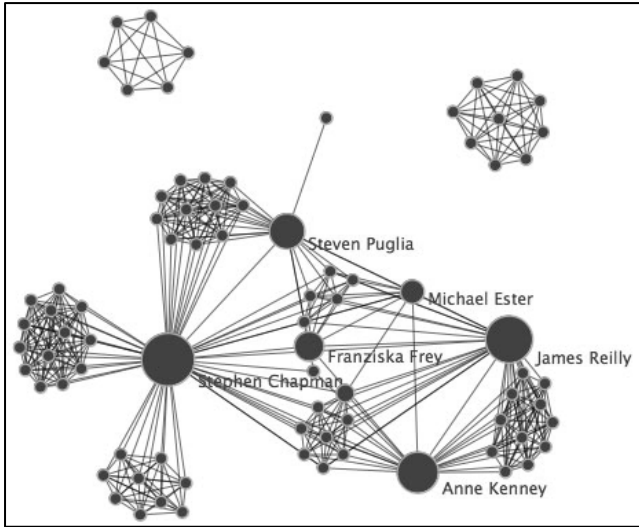 Steven Puglia
Michael Ester
Franziska Frey
James Reilly
Stephen Chapman
Anne Kenney